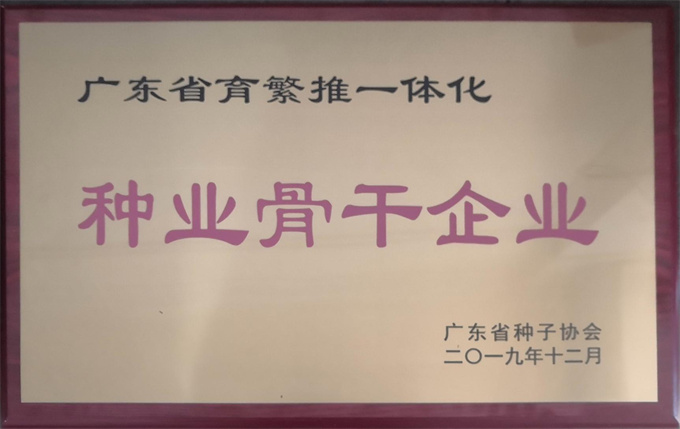 广东省育繁推一体化
种业骨干企业
广东省种子协会
二〇一九年十二月